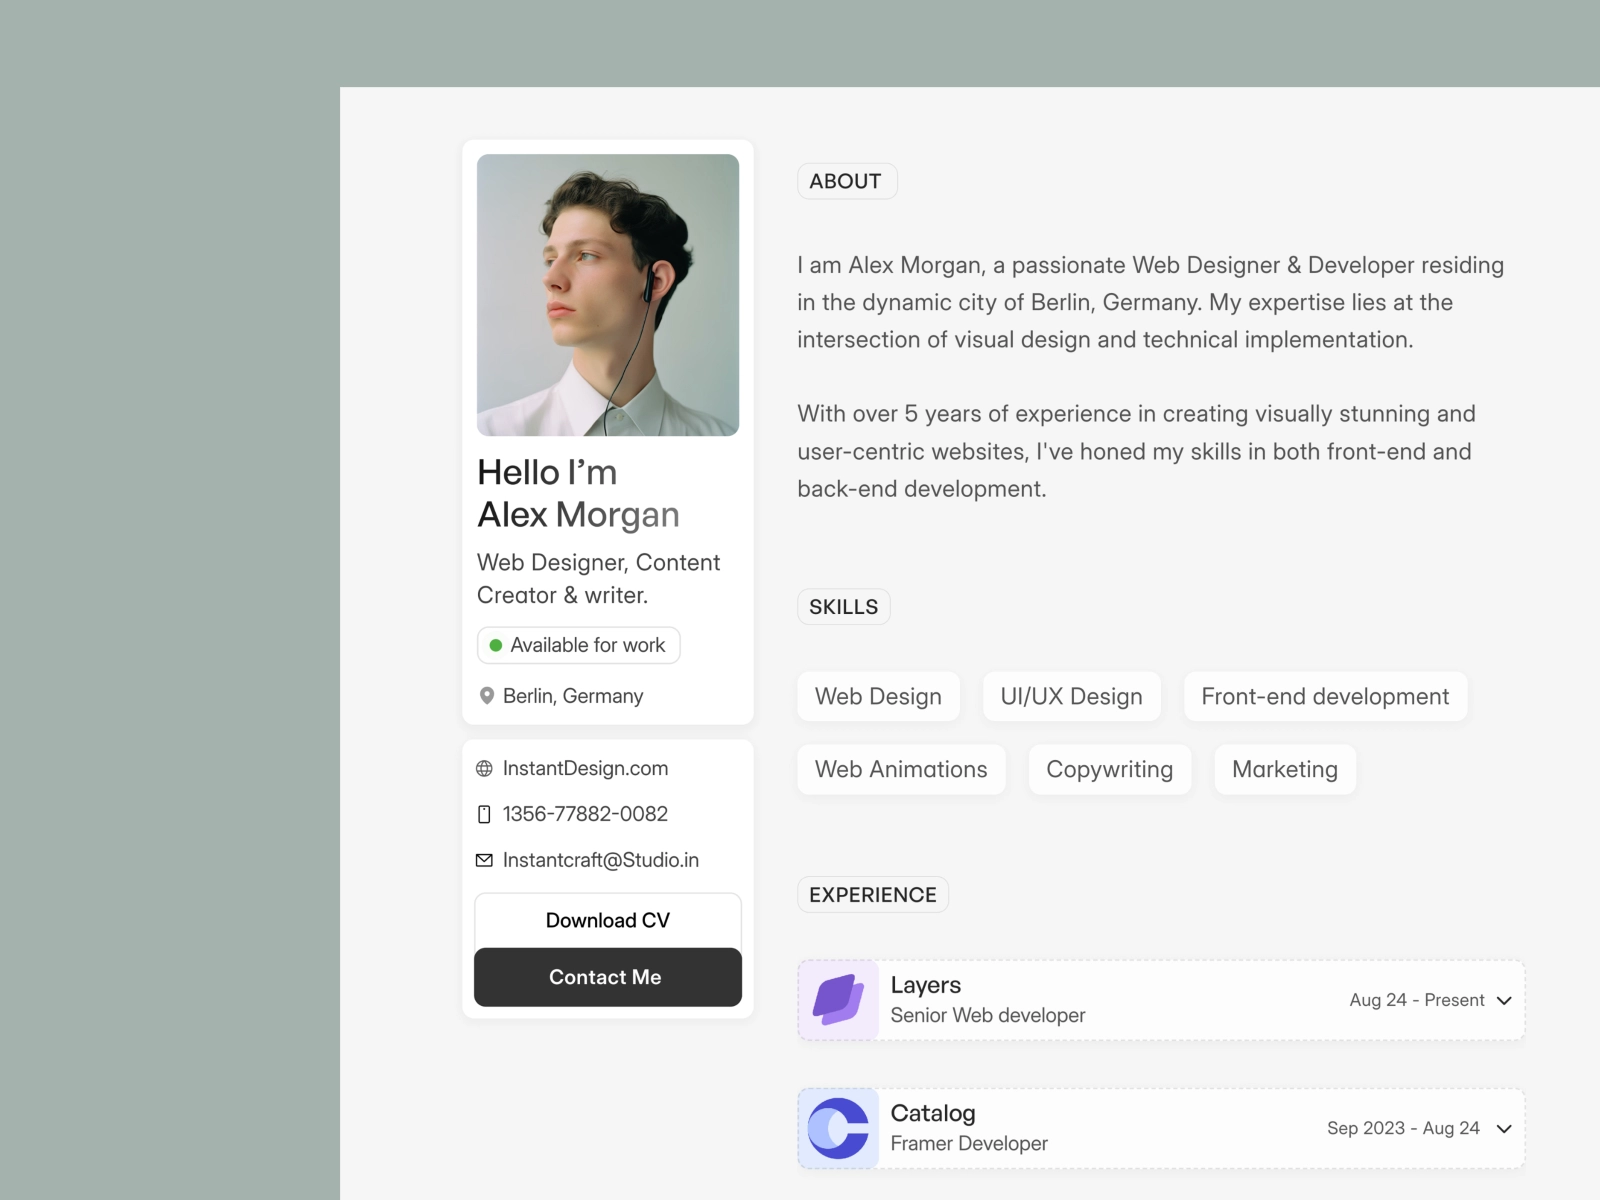 Hello I’m
Alex Morgan
Web Designer, Content
Creator & writer.
Available for work
Berlin, Germany
InstantDesign.com
1356-77882-0082
Instantcraft@Studio.in
Download CV
Contact Me
ABOUT
I am Alex Morgan, a passionate Web Designer & Developer residing
in the dynamic city of Berlin, Germany. My expertise lies at the
intersection of visual design and technical implementation.
With over 5 years of experience in creating visually stunning and
user-centric websites, I've honed my skills in both front-end and
back-end development.
SKILLS
Web Design
UI/UX Design
Front-end development
Web Animations
Copywriting
Marketing
EXPERIENCE
Layers
Senior Web developer
Aug 24 - Present
Catalog
Framer Developer
Sep 2023 - Aug 24